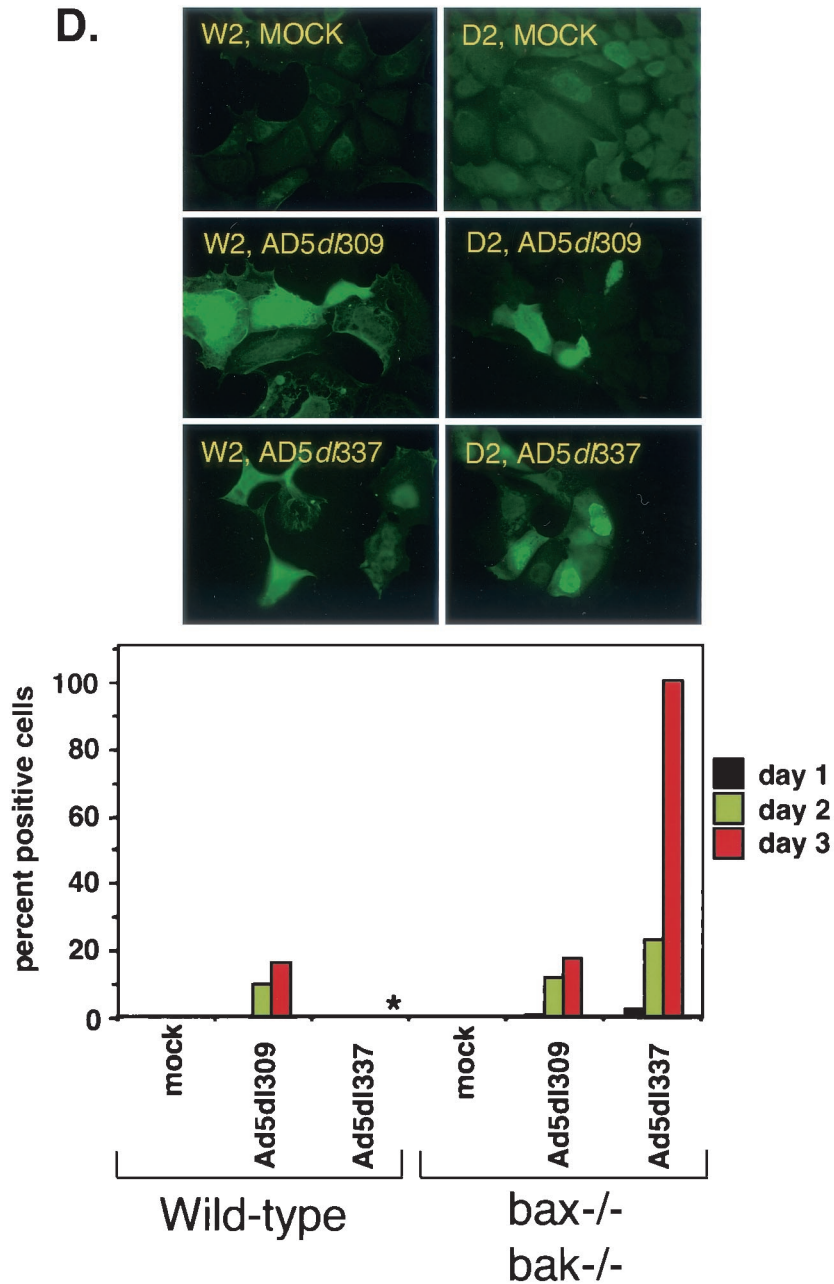 D.
W2, MOCK
D2, MOCK
W2, AD5dl309
D2, AD5dl309
W2, AD5dl337
D2, AD5dl337
percent positive cells
100
80
60
40
20
0
*
day 1
day 2
day 3
mock
Ad5dl309
Ad5dl337
mock
Ad5dl309
Ad5dl337
Wild-type
bax-/-
bak-/-